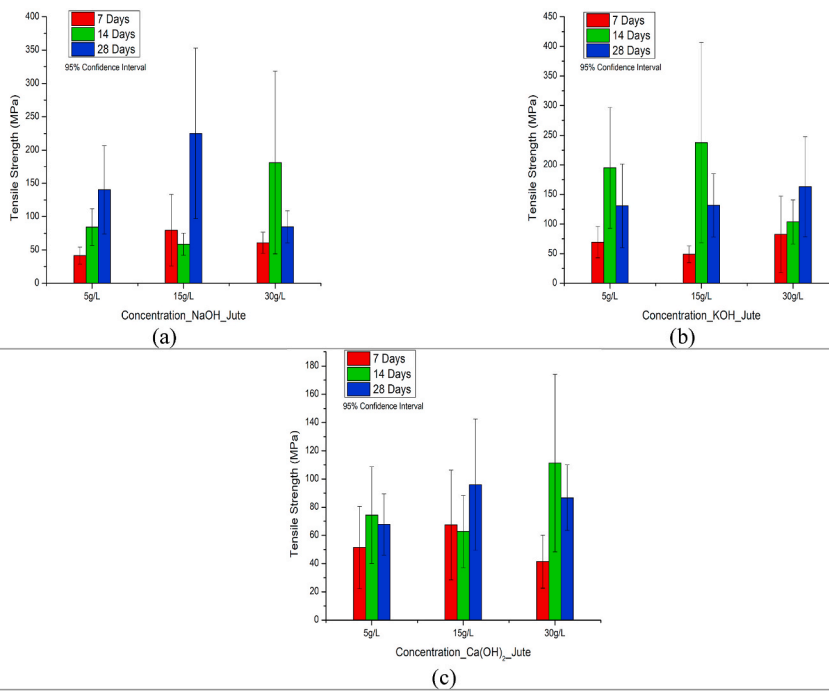 7 Days
14 Days
28 Days
95% Confidence Interval
Tensile Strength (MPa)
400
350
300
250
200
150
100
50
0
5g/L 15g/L 30g/L
Concentration_NaOH_Jute
(a)
7 Days
14 Days
28 Days
95% Confidence Interval
Tensile Strength (MPa)
450
400
350
300
250
200
150
100
50
0
5g/L 15g/L 30g/L
Concentration_KOH_Jute
(b)
7 Days
14 Days
28 Days
95% Confidence Interval
Tensile Strength (MPa)
180
160
140
120
100
80
60
40
20
0
5g/L 15g/L 30g/L
Concentration_Ca(OH)₂_Jute
(c)